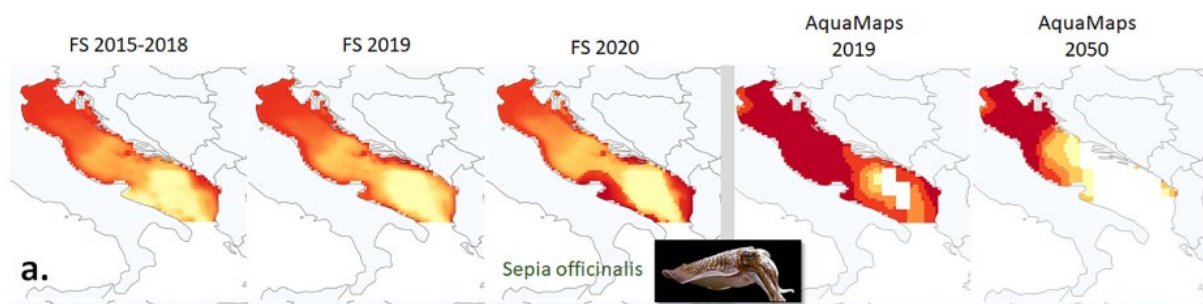 FS 2015-2018
FS 2019
FS 2020
AquaMaps
2019
AquaMaps
2050
a.
Sepia officinalis